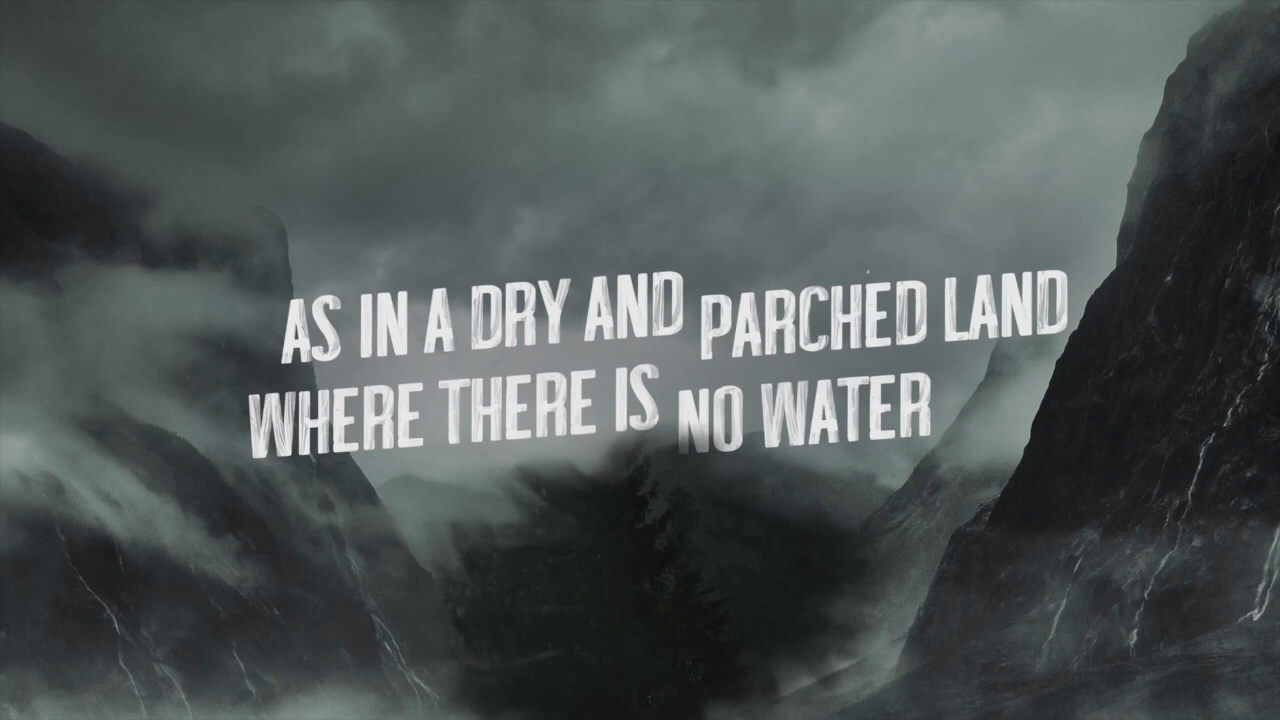 AS IN A DRY AND PARCHED LAND
WHERE THERE IS NO WATER